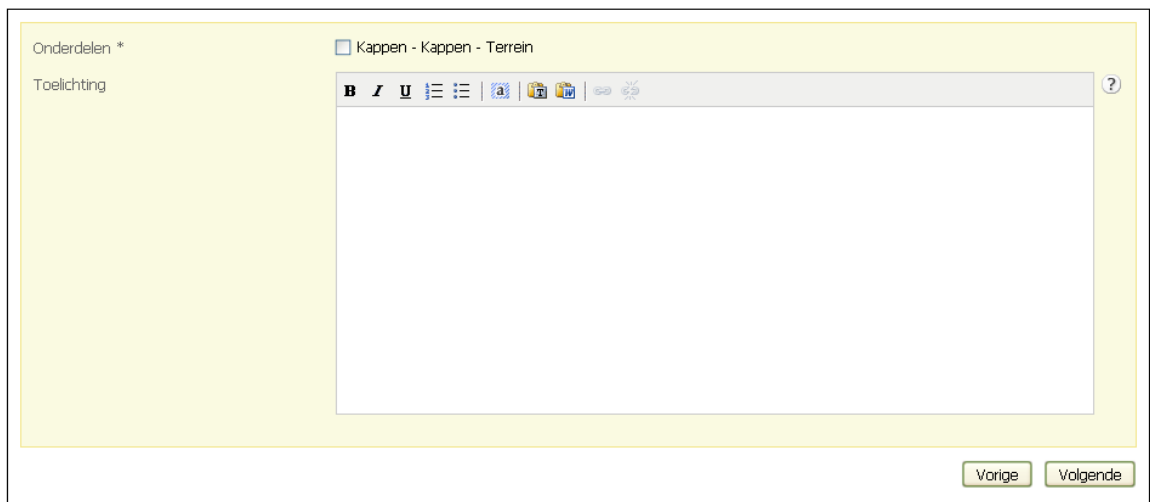 Onderdelen *
Kappen - Kappen - Terrein
Toelichting
B I U
Vorige
Volgende